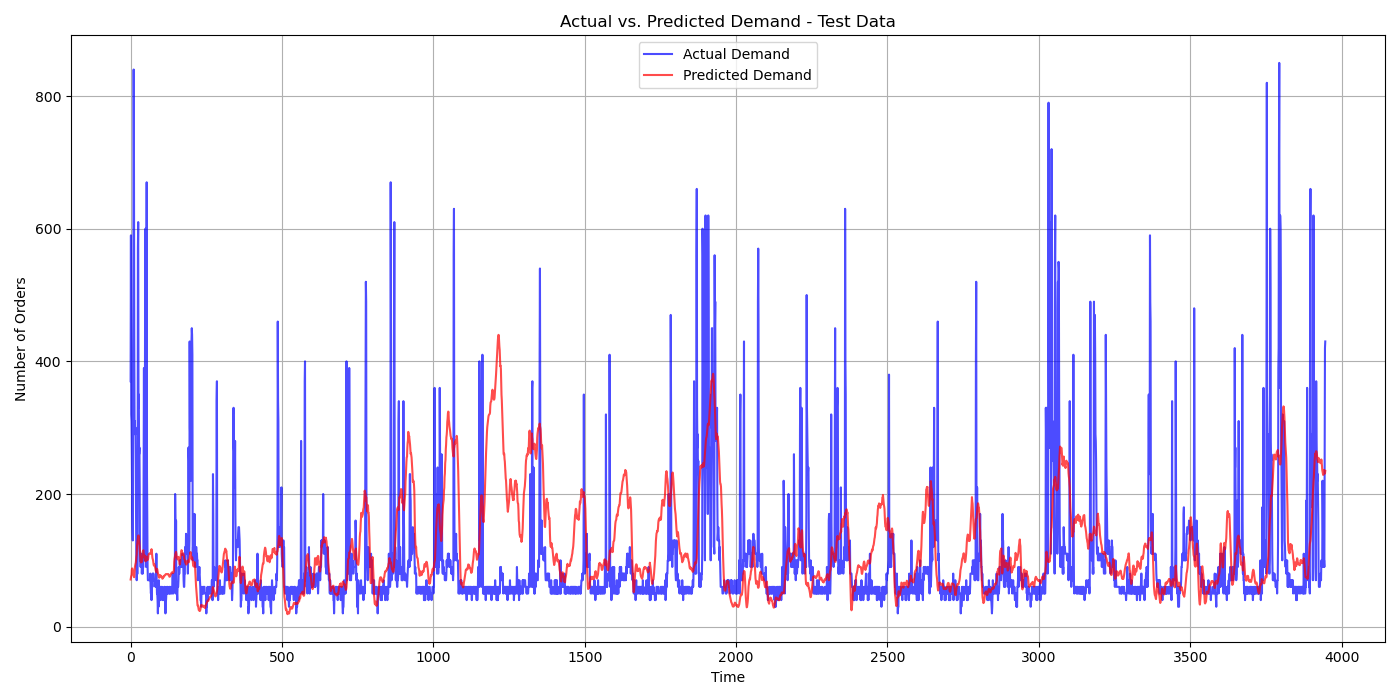 Actual vs. Predicted Demand - Test Data
Actual Demand
Predicted Demand
Number of Orders
800
600
400
200
0
0 500 1000 1500 2000 2500 3000 3500 4000
Time